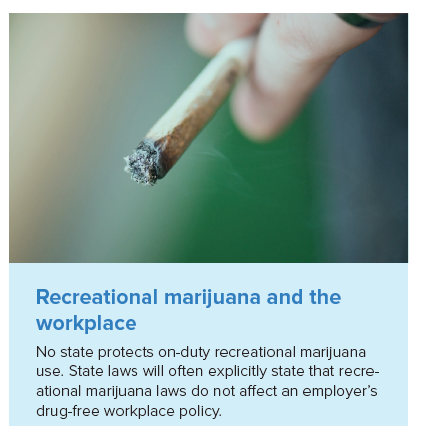 Recreational marijuana and the
workplace
No state protects on-duty recreational marijuana
use. State laws will often explicitly state that recre-
ational marijuana laws do not affect an employer's
drug-free workplace policy.